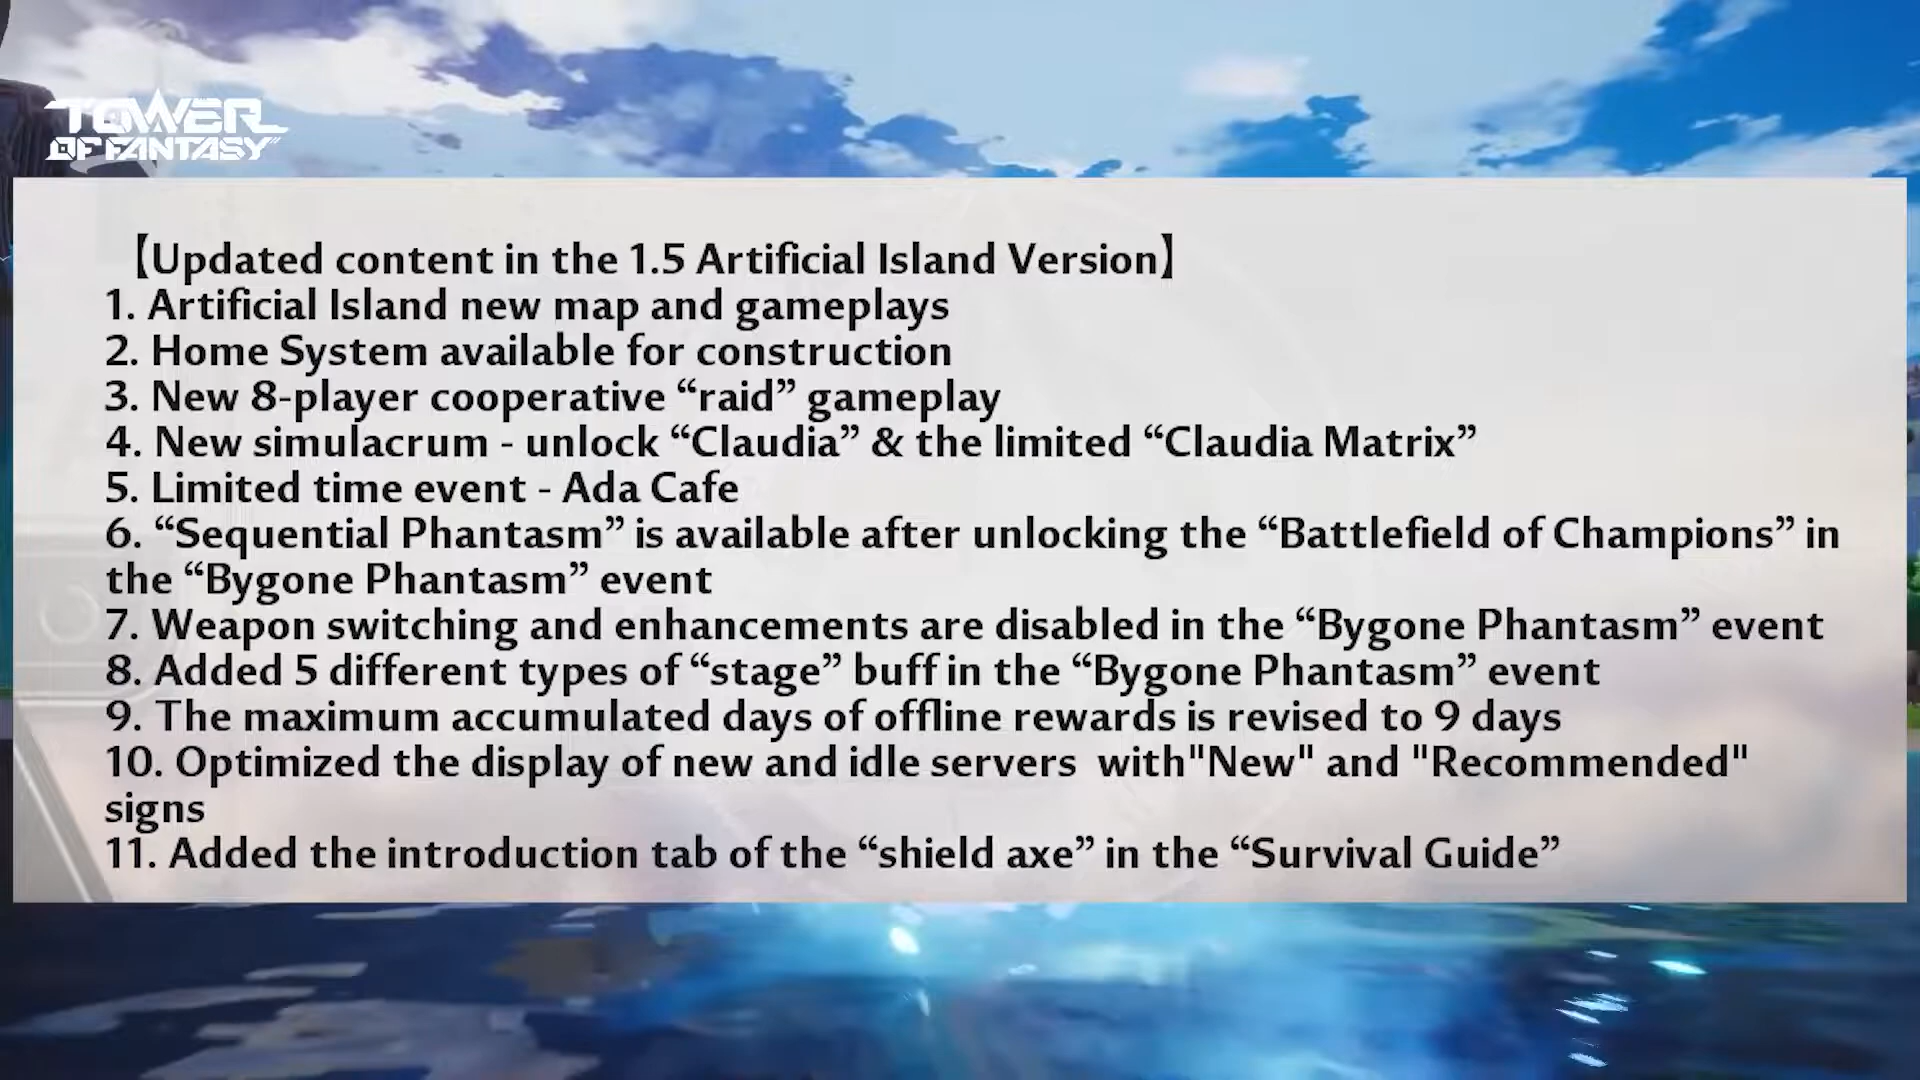 TOWER
OF FANTASY
【Updated content in the 1.5 Artificial Island Version】
1. Artificial Island new map and gameplays
2. Home System available for construction
3. New 8-player cooperative “raid” gameplay
4. New simulacrum - unlock “Claudia” & the limited “Claudia Matrix”
5. Limited time event - Ada Cafe
6. “Sequential Phantasm” is available after unlocking the “Battlefield of Champions” in
the “Bygone Phantasm” event
7. Weapon switching and enhancements are disabled in the “Bygone Phantasm” event
8. Added 5 different types of “stage” buff in the “Bygone Phantasm” event
9. The maximum accumulated days of offline rewards is revised to 9 days
10. Optimized the display of new and idle servers  with"New" and "Recommended"
signs
11. Added the introduction tab of the “shield axe” in the “Survival Guide”